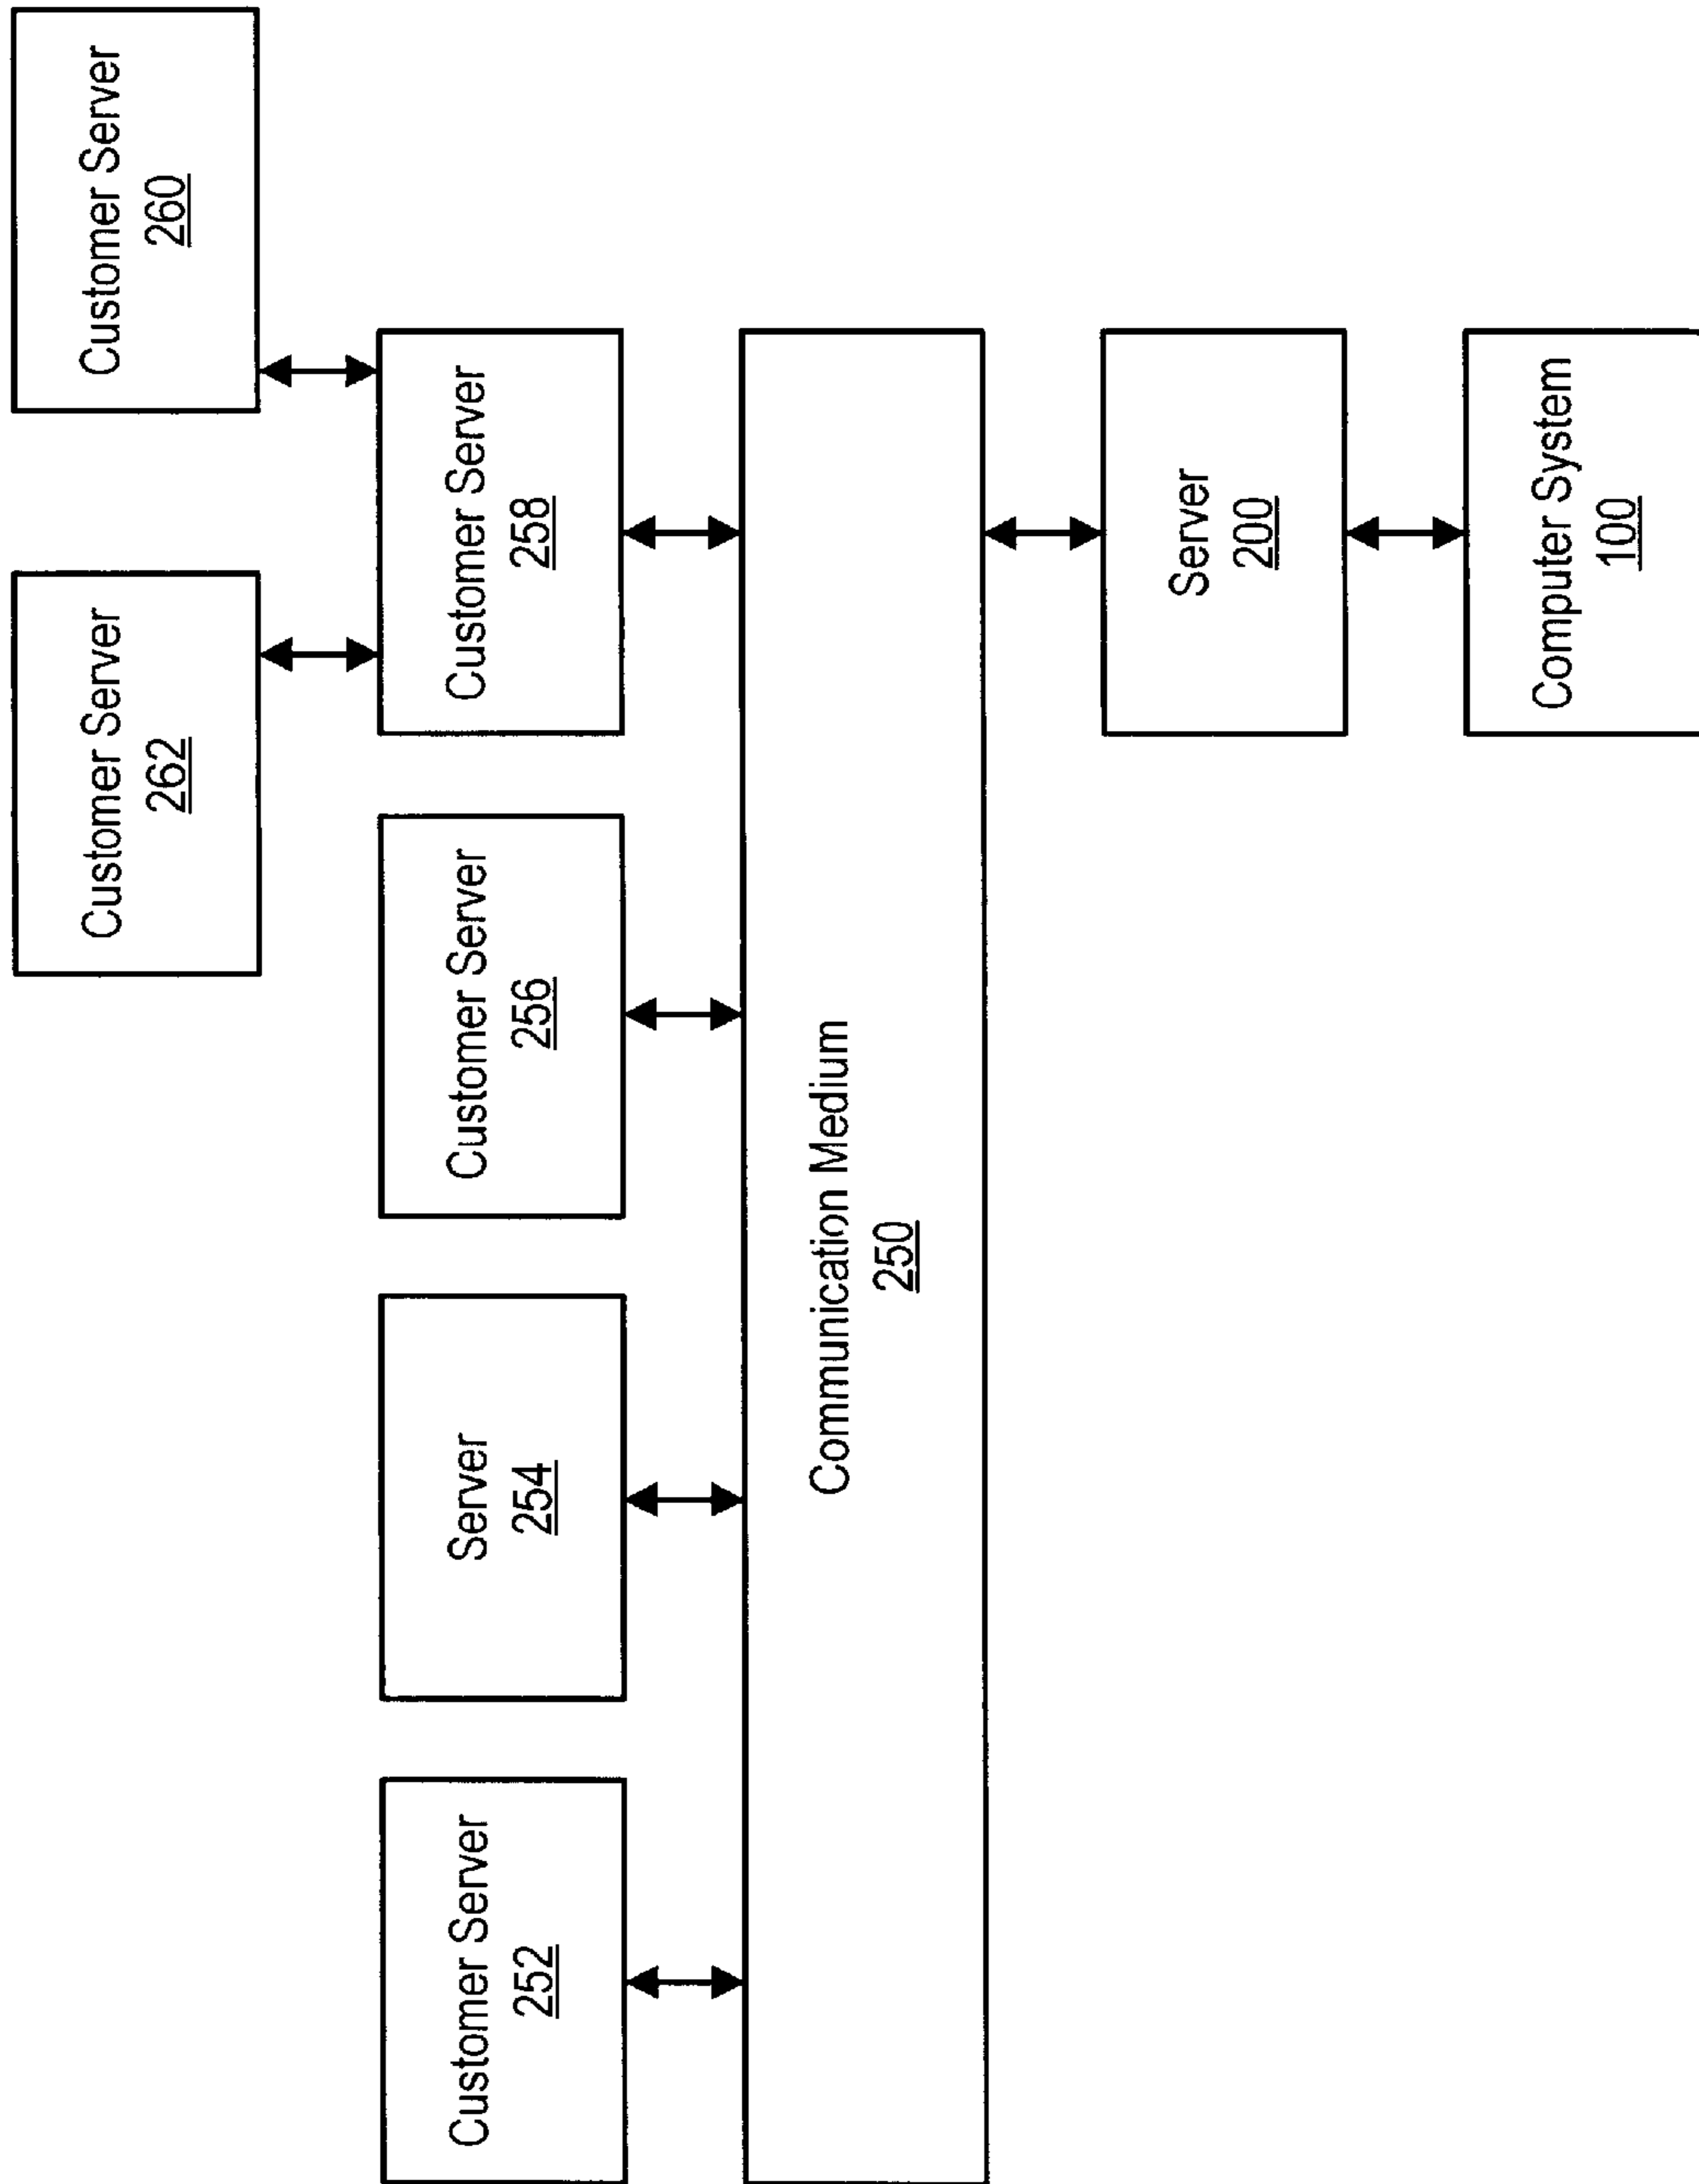 Customer Server
260
Customer Server
262
Customer Server
258
Customer Server
256
Server
254
Customer Server
252
Communication Medium
250
Server
200
Computer System
100